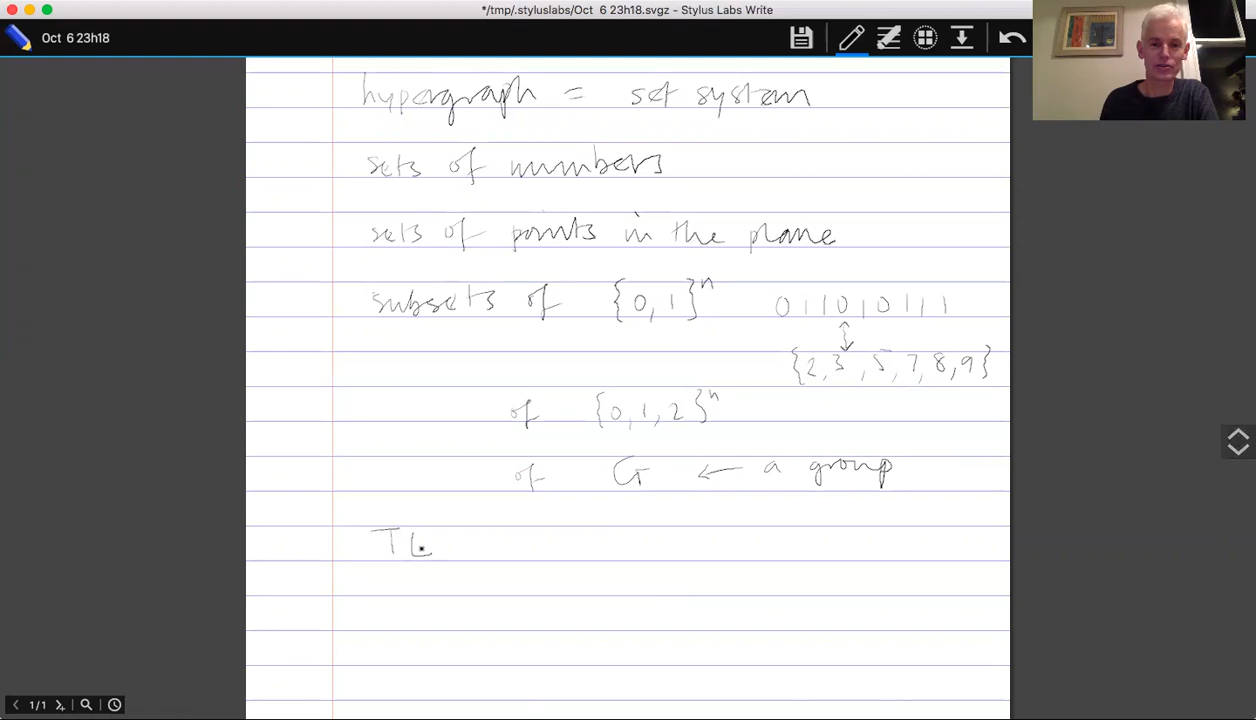 */tmp/.styluslabs/Oct 6 23h18.svgz - Stylus Labs Write
Oct 6 23h18
hypergraph = set system
sets of numbers
sets of points in the plane
subsets of {0,1}ⁿ 011010111
{2,3,5,7,8,9}
of {0,1,2}ⁿ
of G ← a group
T
1/1